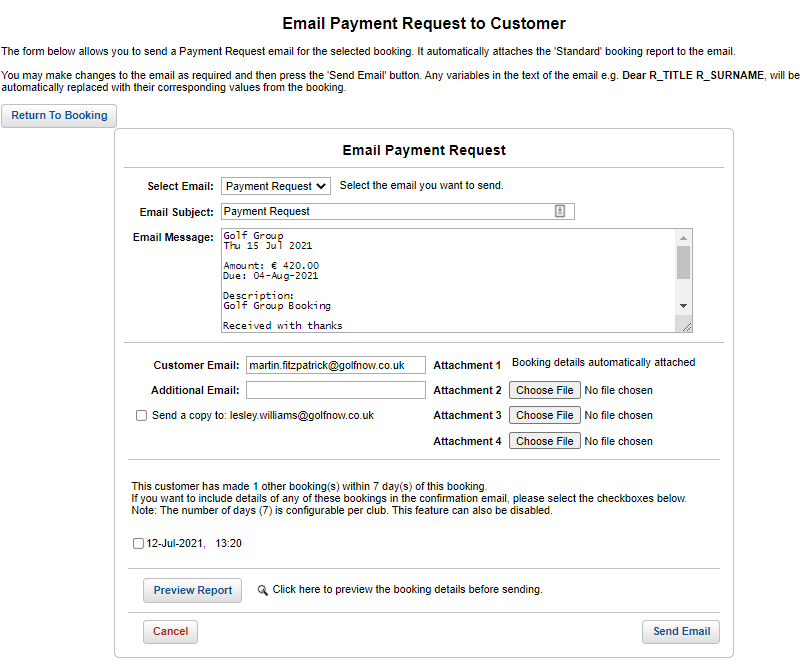 Email Payment Request to Customer
The form below allows you to send a Payment Request email for the selected booking. It automatically attaches the 'Standard' booking report to the email.
You may make changes to the email as required and then press the 'Send Email' button. Any variables in the text of the email e.g. Dear R_TITLE R_SURNAME, will be
automatically replaced with their corresponding values from the booking.
Return To Booking
Email Payment Request
Select Email: Payment Request Select the email you want to send.
Email Subject: Payment Request
Email Message: Golf Group
Thu 15 Jul 2021
Amount: € 420.00
Due: 04-Aug-2021
Description:
Golf Group Booking
Received with thanks
Customer Email: martin.fitzpatrick@golfnow.co.uk Attachment 1 Booking details automatically attached
Additional Email: Attachment 2 Choose File No file chosen
Send a copy to: lesley.williams@golfnow.co.uk Attachment 3 Choose File No file chosen
Attachment 4 Choose File No file chosen
This customer has made 1 other booking(s) within 7 day(s) of this booking.
If you want to include details of any of these bookings in the confirmation email, please select the checkboxes below.
Note: The number of days (7) is configurable per club. This feature can also be disabled.
12-Jul-2021, 13:20
Preview Report Click here to preview the booking details before sending.
Cancel Send Email